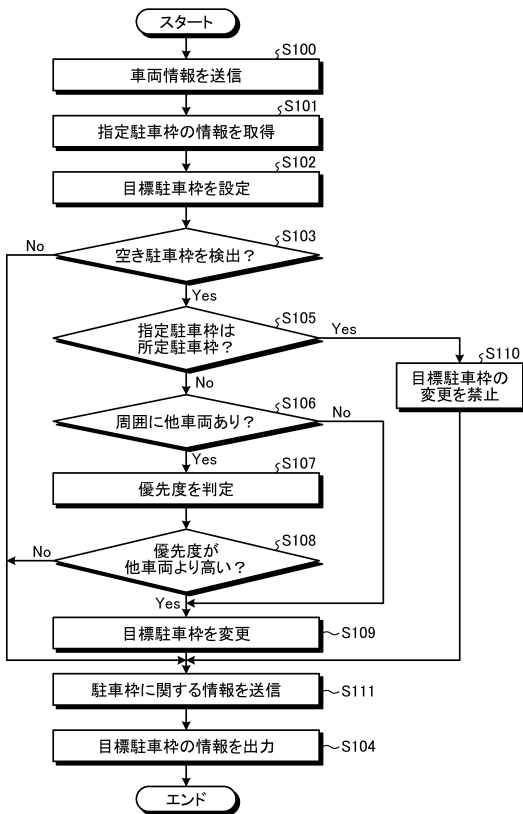 スタート
S100
車両情報を送信
S101
指定駐車枠の情報を取得
S102
目標駐車枠を設定
S103
No
空き駐車枠を検出？
Yes
S105
指定駐車枠は
所定駐車枠？
Yes
S110
目標駐車枠の
変更を禁止
No
S106
周囲に他車両あり？
No
Yes
S107
優先度を判定
S108
No
優先度が
他車両より高い？
Yes
目標駐車枠を変更
S109
駐車枠に関する情報を送信
S111
目標駐車枠の情報を出力
S104
エンド